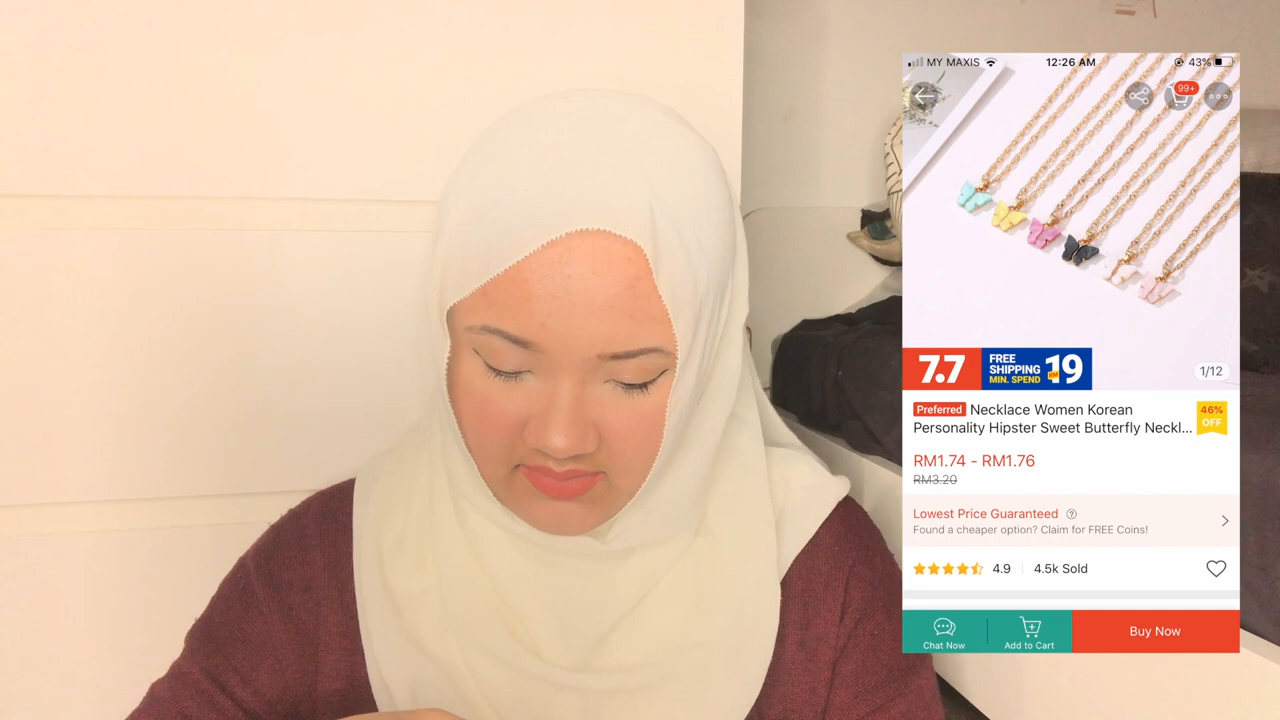 MY MAXIS 12:26 AM 43%
99+
7.7 FREE SHIPPING MIN. SPEND RM19
1/12
Preferred Necklace Women Korean
Personality Hipster Sweet Butterfly Neckl...
46% OFF
RM1.74 - RM1.76
RM3.20
Lowest Price Guaranteed ?
Found a cheaper option? Claim for FREE Coins!
4.9 4.5k Sold
Chat Now Add to Cart Buy Now